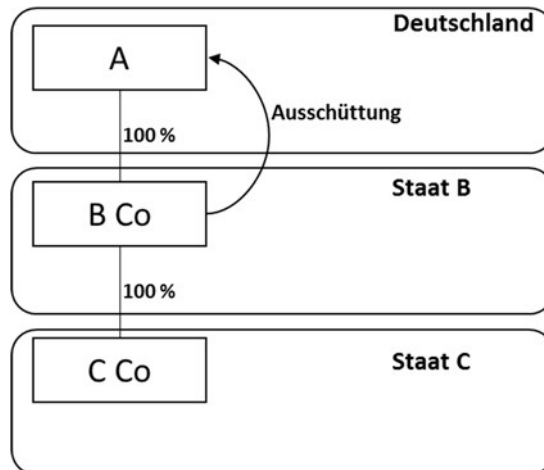 Deutschland
A
Ausschüttung
100 %
Staat B
B Co
100 %
Staat C
C Co